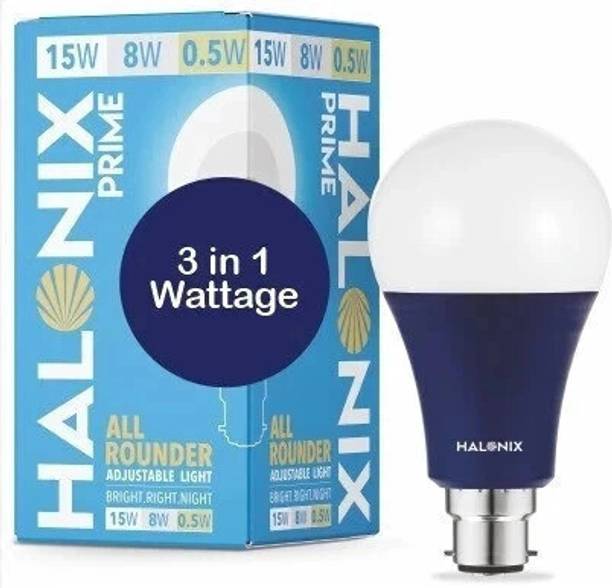 15W 8W 0.5W
HALONIX
PRIME
3 in 1
Wattage
ALL
ROUNDER
ADJUSTABLE LIGHT
BRIGHT.RIGHT.NIGHT
15W 8W 0.5W
15W 8W 0.5W
HALONIX
PRIME
ALL
ROUNDER
ADJUSTABLE LIGHT
BRIGHT.RIGHT.NIGHT
15W 8W 0.5W
HALONIX